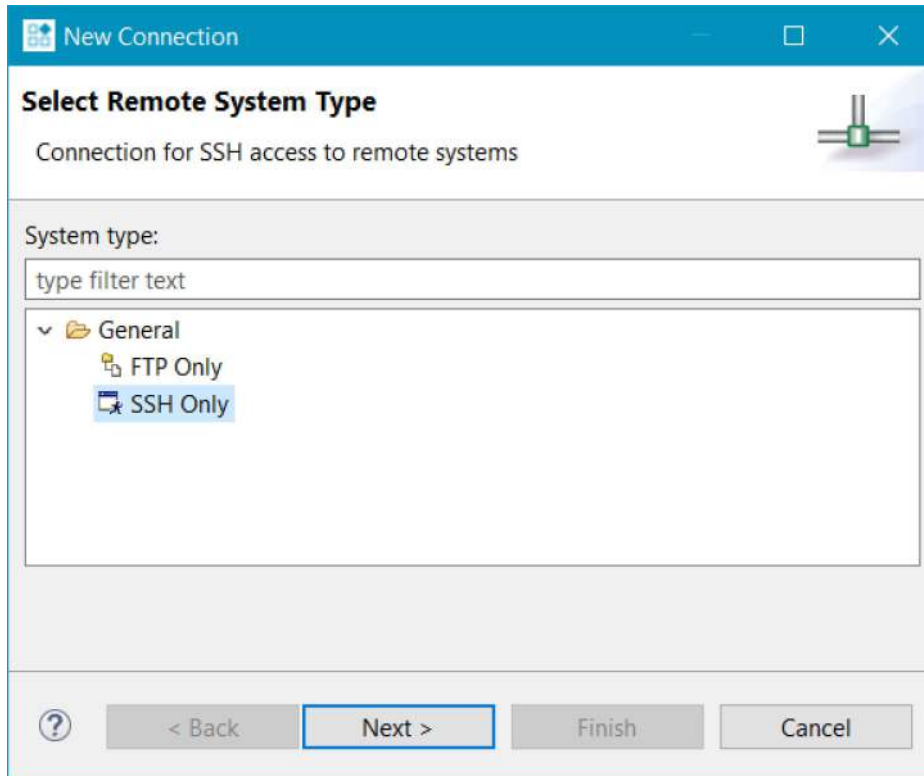 New Connection
Select Remote System Type
Connection for SSH access to remote systems
System type:
type filter text
General
FTP Only
SSH Only
? < Back Next > Finish Cancel